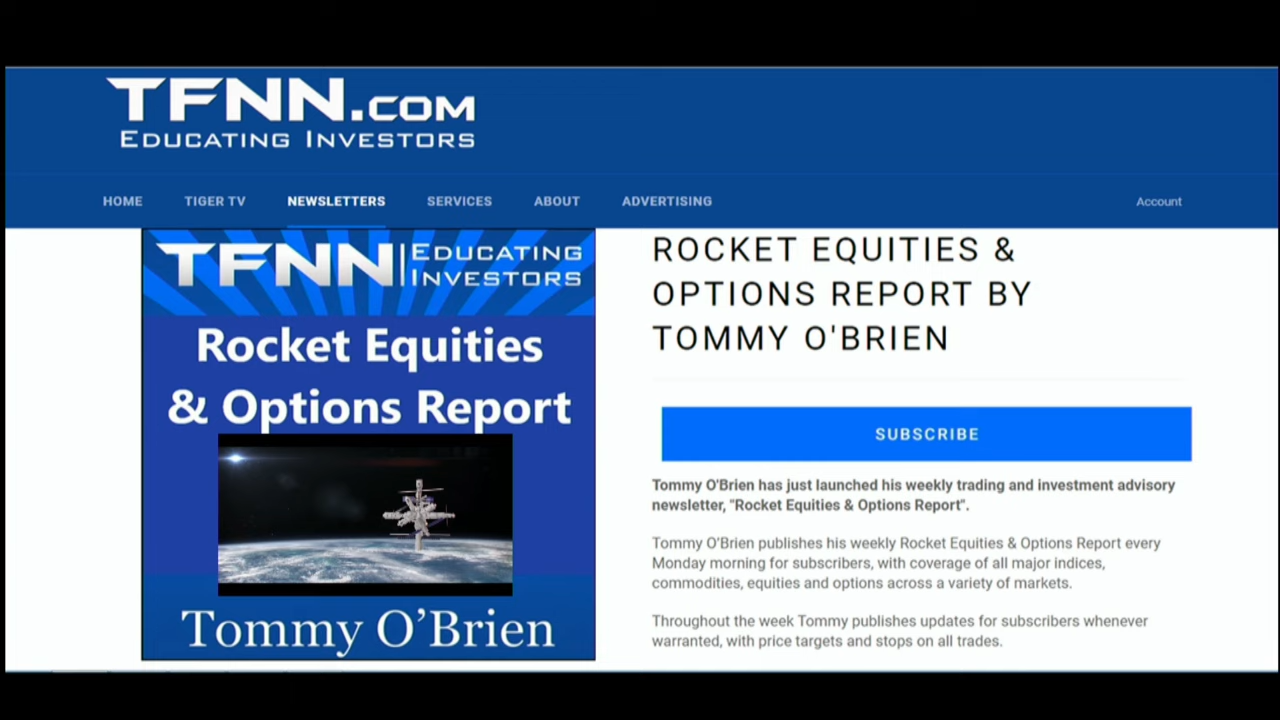 TFNN.COM
EDUCATING INVESTORS
HOME TIGER TV NEWSLETTERS SERVICES ABOUT ADVERTISING Account
TFNN | EDUCATING
INVESTORS
Rocket Equities
& Options Report
Tommy O’Brien
ROCKET EQUITIES &
OPTIONS REPORT BY
TOMMY O'BRIEN
SUBSCRIBE
Tommy O'Brien has just launched his weekly trading and investment advisory
newsletter, "Rocket Equities & Options Report".
Tommy O'Brien publishes his weekly Rocket Equities & Options Report every
Monday morning for subscribers, with coverage of all major indices,
commodities, equities and options across a variety of markets.
Throughout the week Tommy publishes updates for subscribers whenever
warranted, with price targets and stops on all trades.